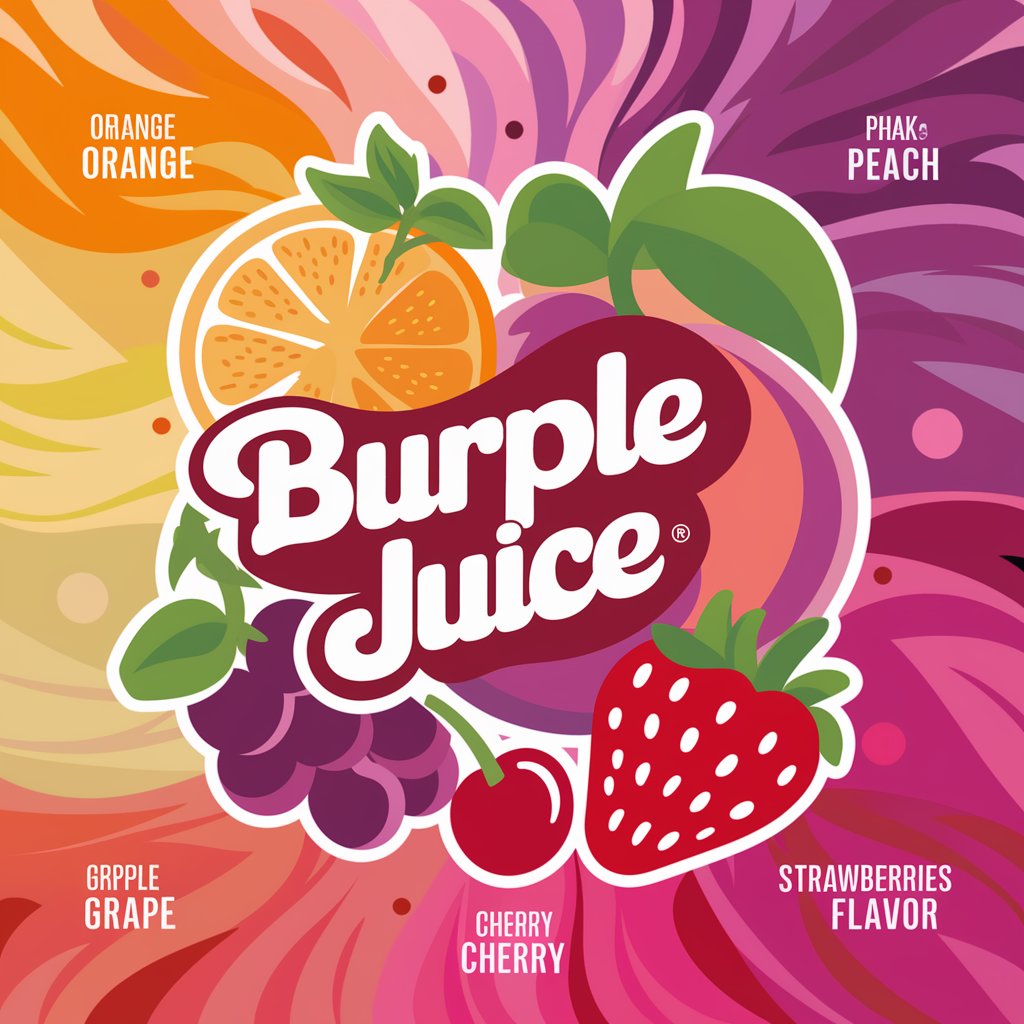 ORANGE
ORANGE
PEACH
Burple
Juice®
GRPPLE
GRAPE
CHERRY
CHERRY
STRAWBERRIES
FLAVOR